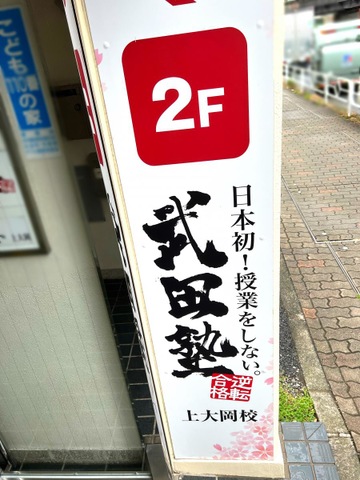 2F
日本初!授業をしない。
武田塾
逆転
合格
上大岡校
こども110番の家